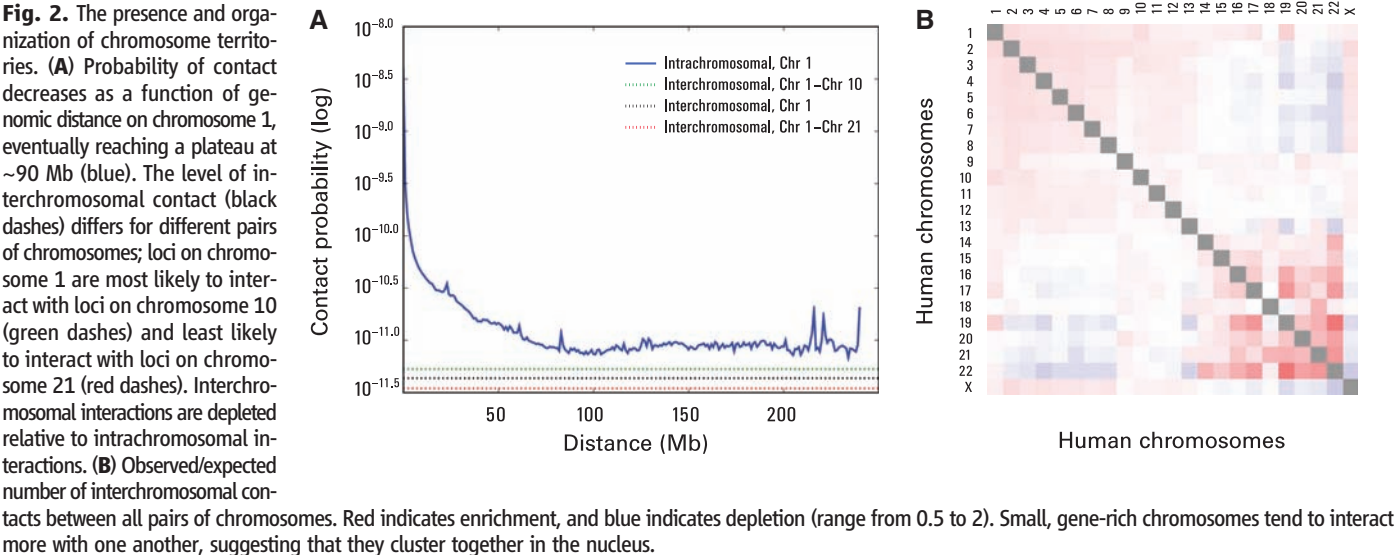 Fig. 2. The presence and orga-
nization of chromosome territo-
ries. (A) Probability of contact
decreases as a function of ge-
nomic distance on chromosome 1,
eventually reaching a plateau at
~90 Mb (blue). The level of in-
terchromosomal contact (black
dashes) differs for different pairs
of chromosomes; loci on chromo-
some 1 are most likely to inter-
act with loci on chromosome 10
(green dashes) and least likely
to interact with loci on chromo-
some 21 (red dashes). Interchro-
mosomal interactions are depleted
relative to intrachromosomal in-
teractions. (B) Observed/expected
number of interchromosomal con-
tacts between all pairs of chromosomes. Red indicates enrichment, and blue indicates depletion (range from 0.5 to 2). Small, gene-rich chromosomes tend to interact
more with one another, suggesting that they cluster together in the nucleus.
A
Contact probability (log)
10-8.0
10-8.5
10-9.0
10-9.5
10-10.0
10-10.5
10-11.0
10-11.5
Intrachromosomal, Chr 1
Interchromosomal, Chr 1–Chr 10
Interchromosomal, Chr 1
Interchromosomal, Chr 1–Chr 21
50 100 150 200
Distance (Mb)
B
1 2 3 4 5 6 7 8 9 10 11 12 13 14 15 16 17 18 19 20 21 22 X
Human chromosomes
1
2
3
4
5
6
7
8
9
10
11
12
13
14
15
16
17
18
19
20
21
22
X
Human chromosomes